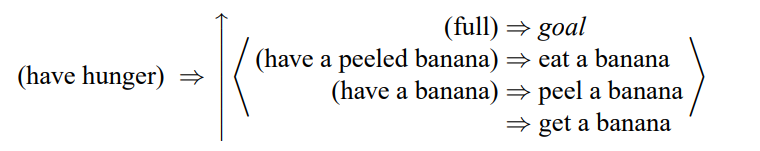 (full) ⇒ goal
(have a peeled banana) ⇒ eat a banana
(have hunger) ⇒ (have a banana) ⇒ peel a banana
⇒ get a banana